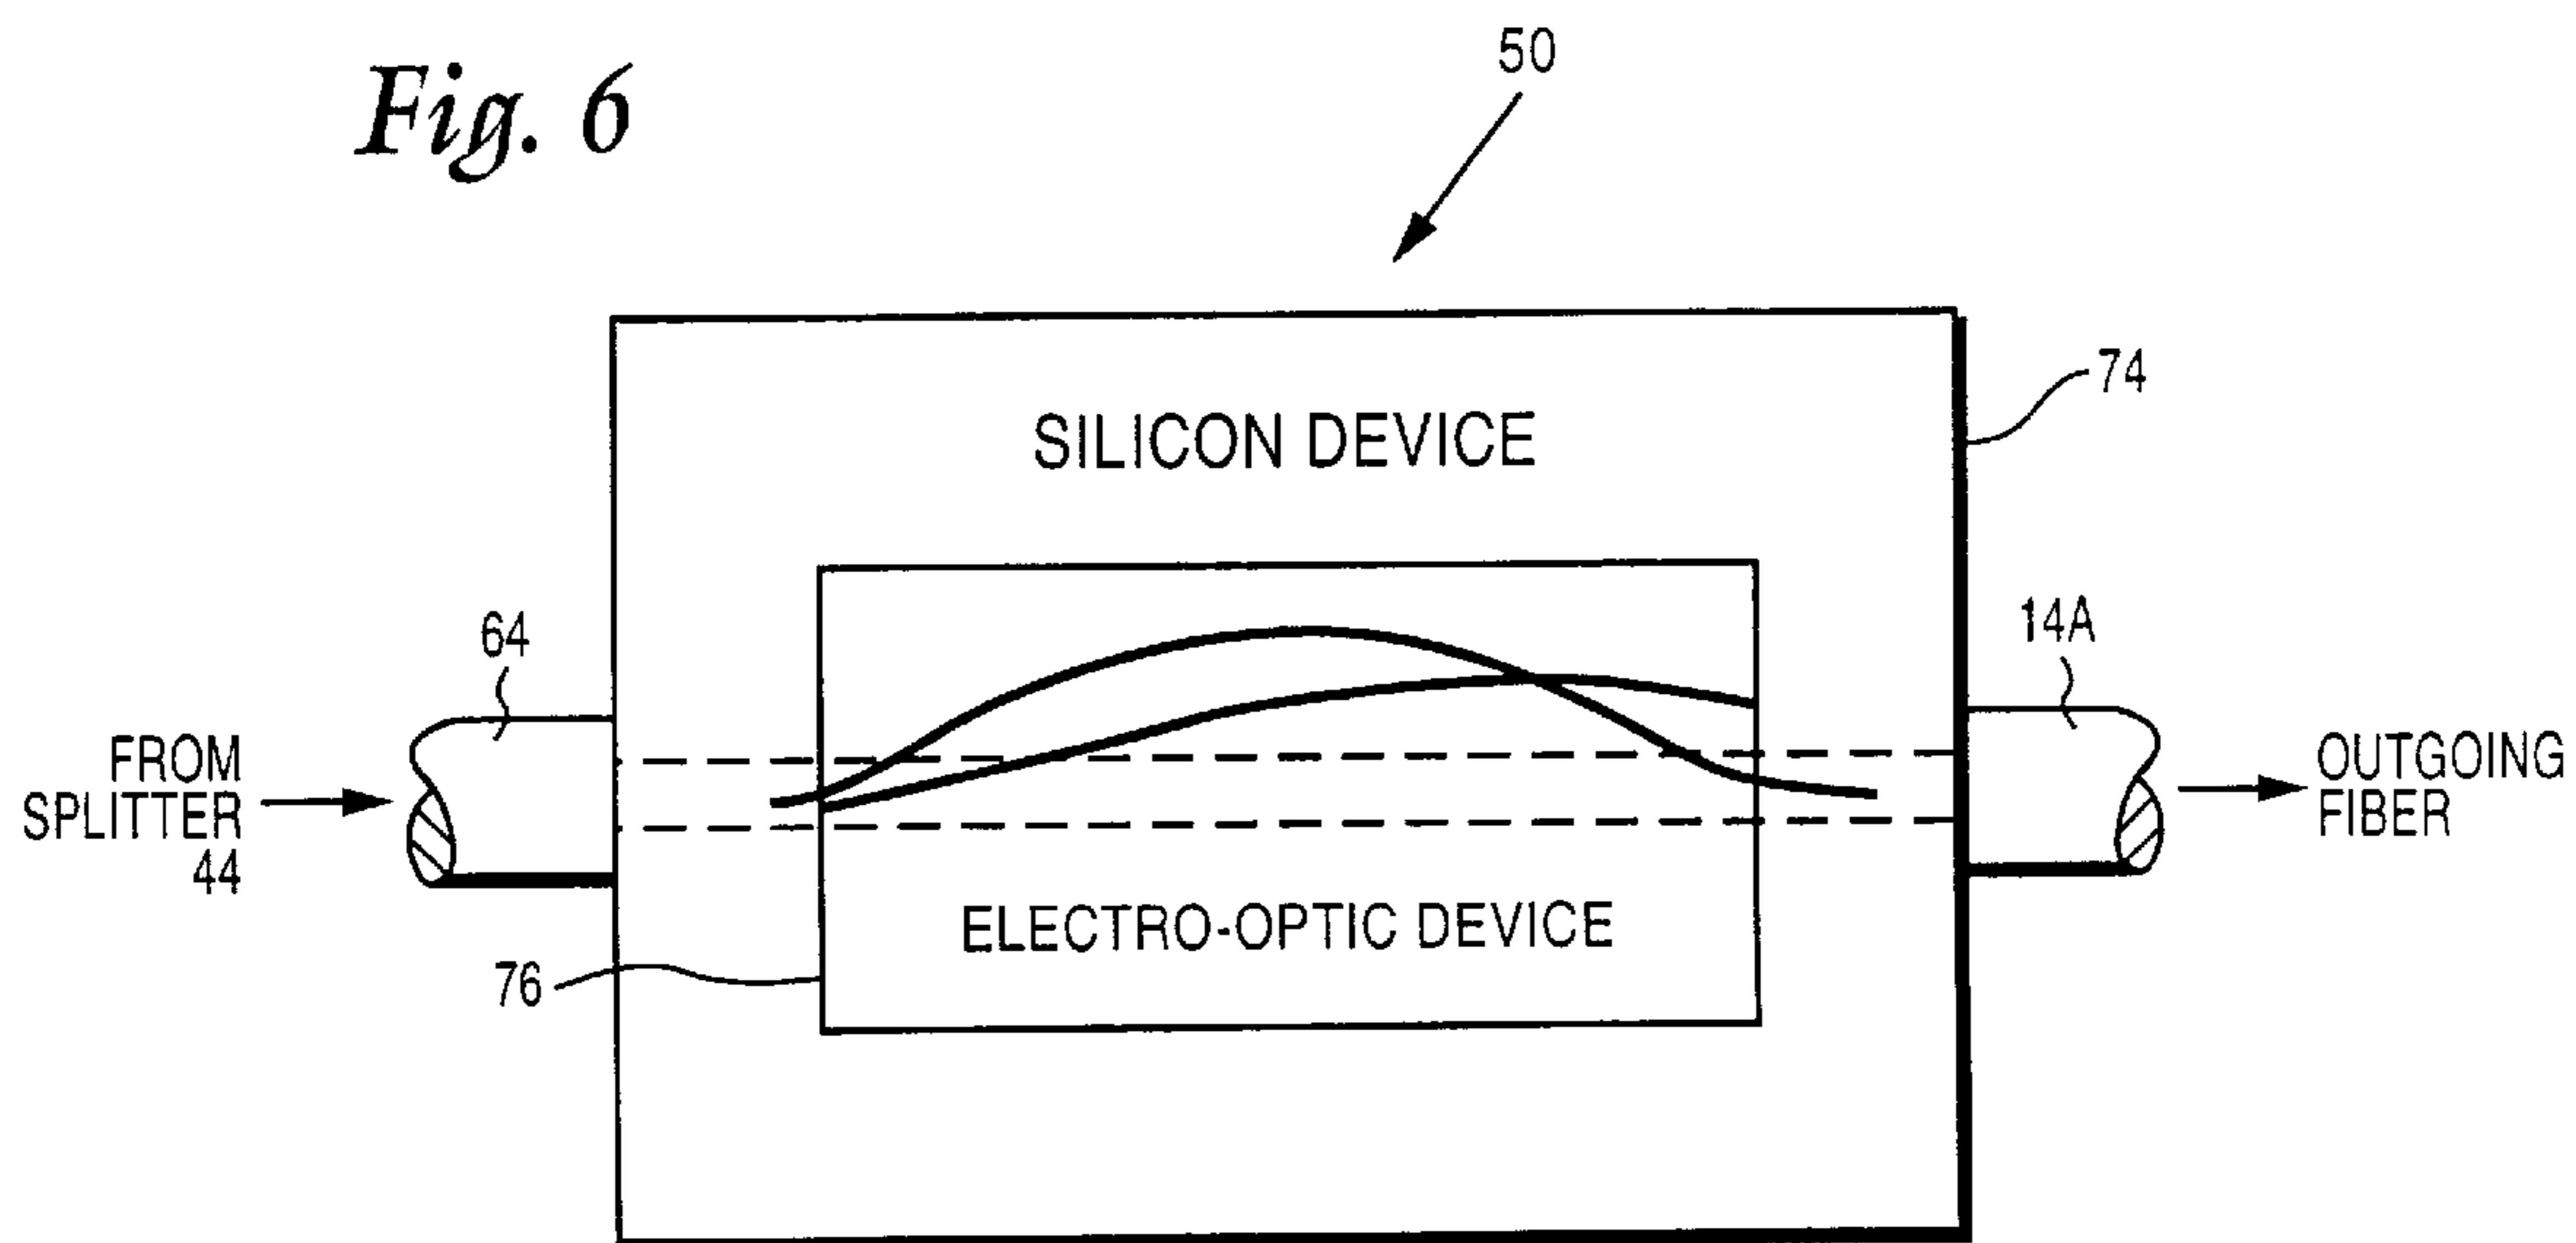 Fig. 6
50
74
SILICON DEVICE
64
14A
FROM
SPLITTER
44
OUTGOING
FIBER
ELECTRO-OPTIC DEVICE
76